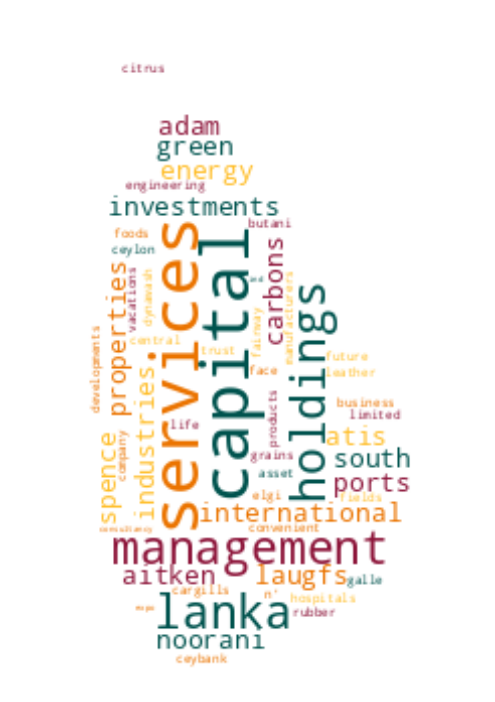 citrus
adam
green
energy
engineering
investments
butani
foods
services
capital
ceylon
carbons
properties
vacations
dynawash
and
holdings
manufacturers
developments
industries
central
trust
fairway
future
face
leather
products
business
limited
life
spence
company
atis
grains
south
asset
ports
elgi
fields
international
consultancy
convenient
management
aitken
laugfs
galle
cargills
n'
hospitals
lanka
rubber
noorani
ceybank